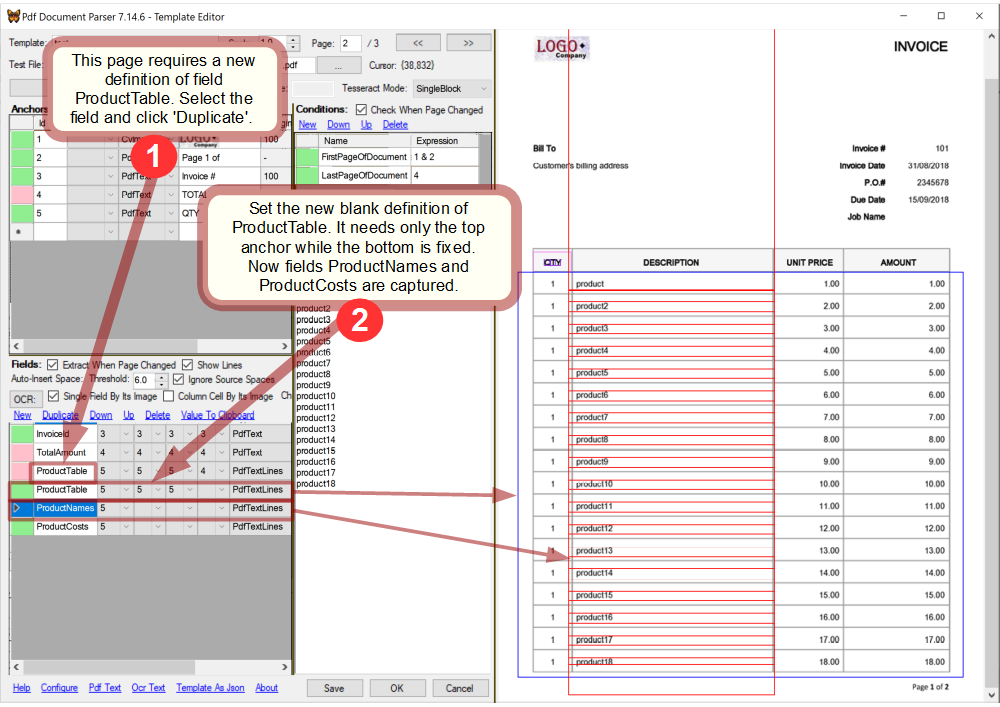 Pdf Document Parser 7.14.6 - Template Editor
Template:
1.0
Page:
2
/ 3
<<
>>
Test File:
.pdf
...
Cursor: {38,832}
Tesseract Mode:
SingleBlock
This page requires a new
definition of field
ProductTable. Select the
field and click 'Duplicate'.
Anchors
Id
1
LOGO
Company
100
2
Page 1 of
-
3
PdfText
Invoice #
100
4
PdfText
TOTAL
5
PdfText
QTY
Conditions:
Check When Page Changed
New
Down
Up
Delete
Name
Expression
FirstPageOfDocument
1 & 2
LastPageOfDocument
4
1
Set the new blank definition of
ProductTable. It needs only the top
anchor while the bottom is fixed.
Now fields ProductNames and
ProductCosts are captured.
2
product2
product3
product4
product5
product6
product7
product8
product9
product10
product11
product12
product13
product14
product15
product16
product17
product18
Fields:
Extract When Page Changed
Show Lines
Auto-Insert Space:
Threshold:
6.0
Ignore Source Spaces
OCR:
Single Field By Its Image
Column Cell By Its Image
Ch
New
Duplicate
Down
Up
Delete
Value To Clipboard
InvoiceId
3
3
3
3
PdfText
TotalAmount
4
4
4
4
PdfText
ProductTable
5
5
5
4
PdfTextLines
ProductTable
5
5
5
PdfTextLines
ProductNames
5
PdfTextLines
ProductCosts
5
PdfTextLines
Help
Configure
Pdf Text
Ocr Text
Template As Json
About
Save
OK
Cancel
LOGO
Company
INVOICE
Bill To
Customer's billing address
Invoice #
101
Invoice Date
31/08/2018
P.O.#
2345678
Due Date
15/09/2018
Job Name
QTY
DESCRIPTION
UNIT PRICE
AMOUNT
1 product 1.00 1.00
1 product2 2.00 2.00
1 product3 3.00 3.00
1 product4 4.00 4.00
1 product5 5.00 5.00
1 product6 6.00 6.00
1 product7 7.00 7.00
1 product8 8.00 8.00
1 product9 9.00 9.00
1 product10 10.00 10.00
1 product11 11.00 11.00
1 product12 12.00 12.00
1 product13 13.00 13.00
1 product14 14.00 14.00
1 product15 15.00 15.00
1 product16 16.00 16.00
1 product17 17.00 17.00
1 product18 18.00 18.00
Page 1 of 2